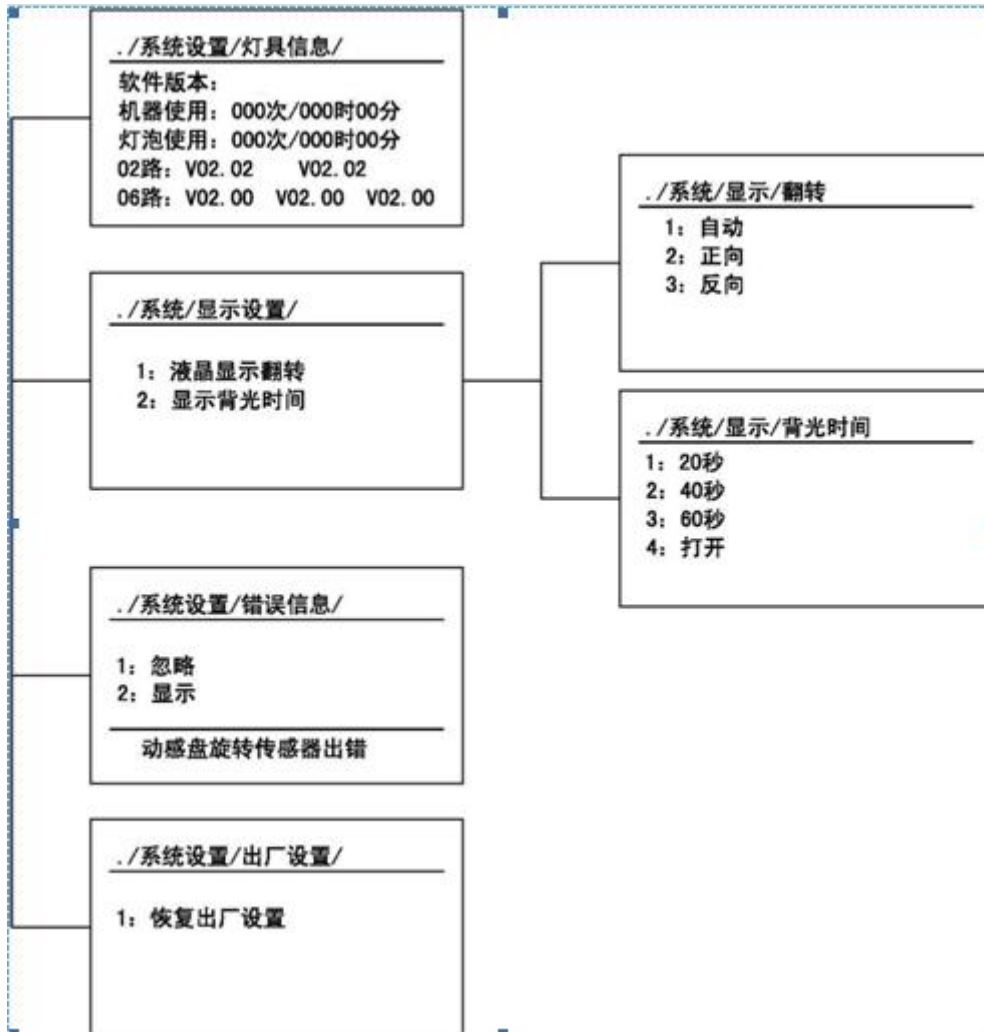 ./系统设置/灯具信息/
软件版本:
机器使用: 000次/000时00分
灯泡使用: 000次/000时00分
02路: V02.02 V02.02
06路: V02.00 V02.00 V02.00
./系统/显示设置/
1: 液晶显示翻转
2: 显示背光时间
./系统/显示/翻转
1: 自动
2: 正向
3: 反向
./系统/显示/背光时间
1: 20秒
2: 40秒
3: 60秒
4: 打开
./系统设置/错误信息/
1: 忽略
2: 显示
动感盘旋转传感器出错
./系统设置/出厂设置/
1: 恢复出厂设置